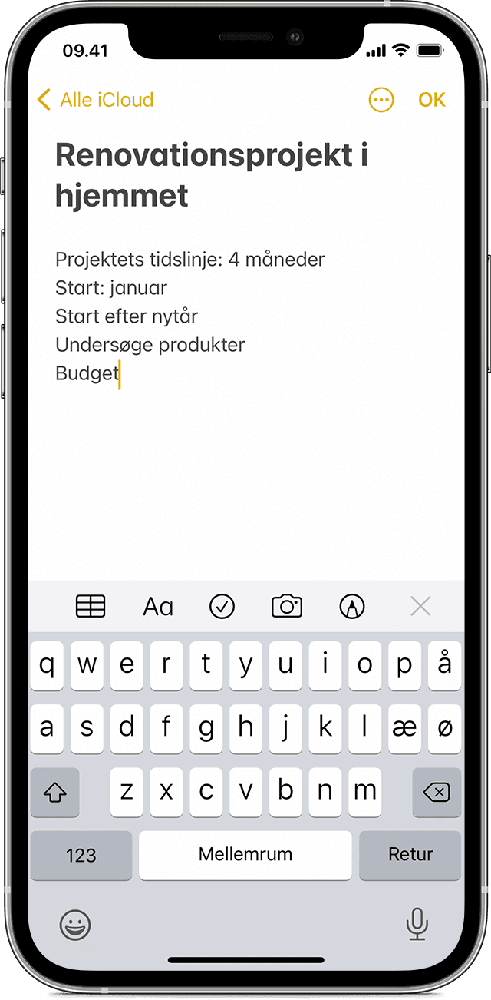 09.41
Alle iCloud
OK
Renovationsprojekt i
hjemmet
Projektets tidslinje: 4 måneder
Start: januar
Start efter nytår
Undersøge produkter
Budget
Aa
q w e r t y u i o p å
a s d f g h j k l æ ø
z x c v b n m
123 Mellemrum Retur